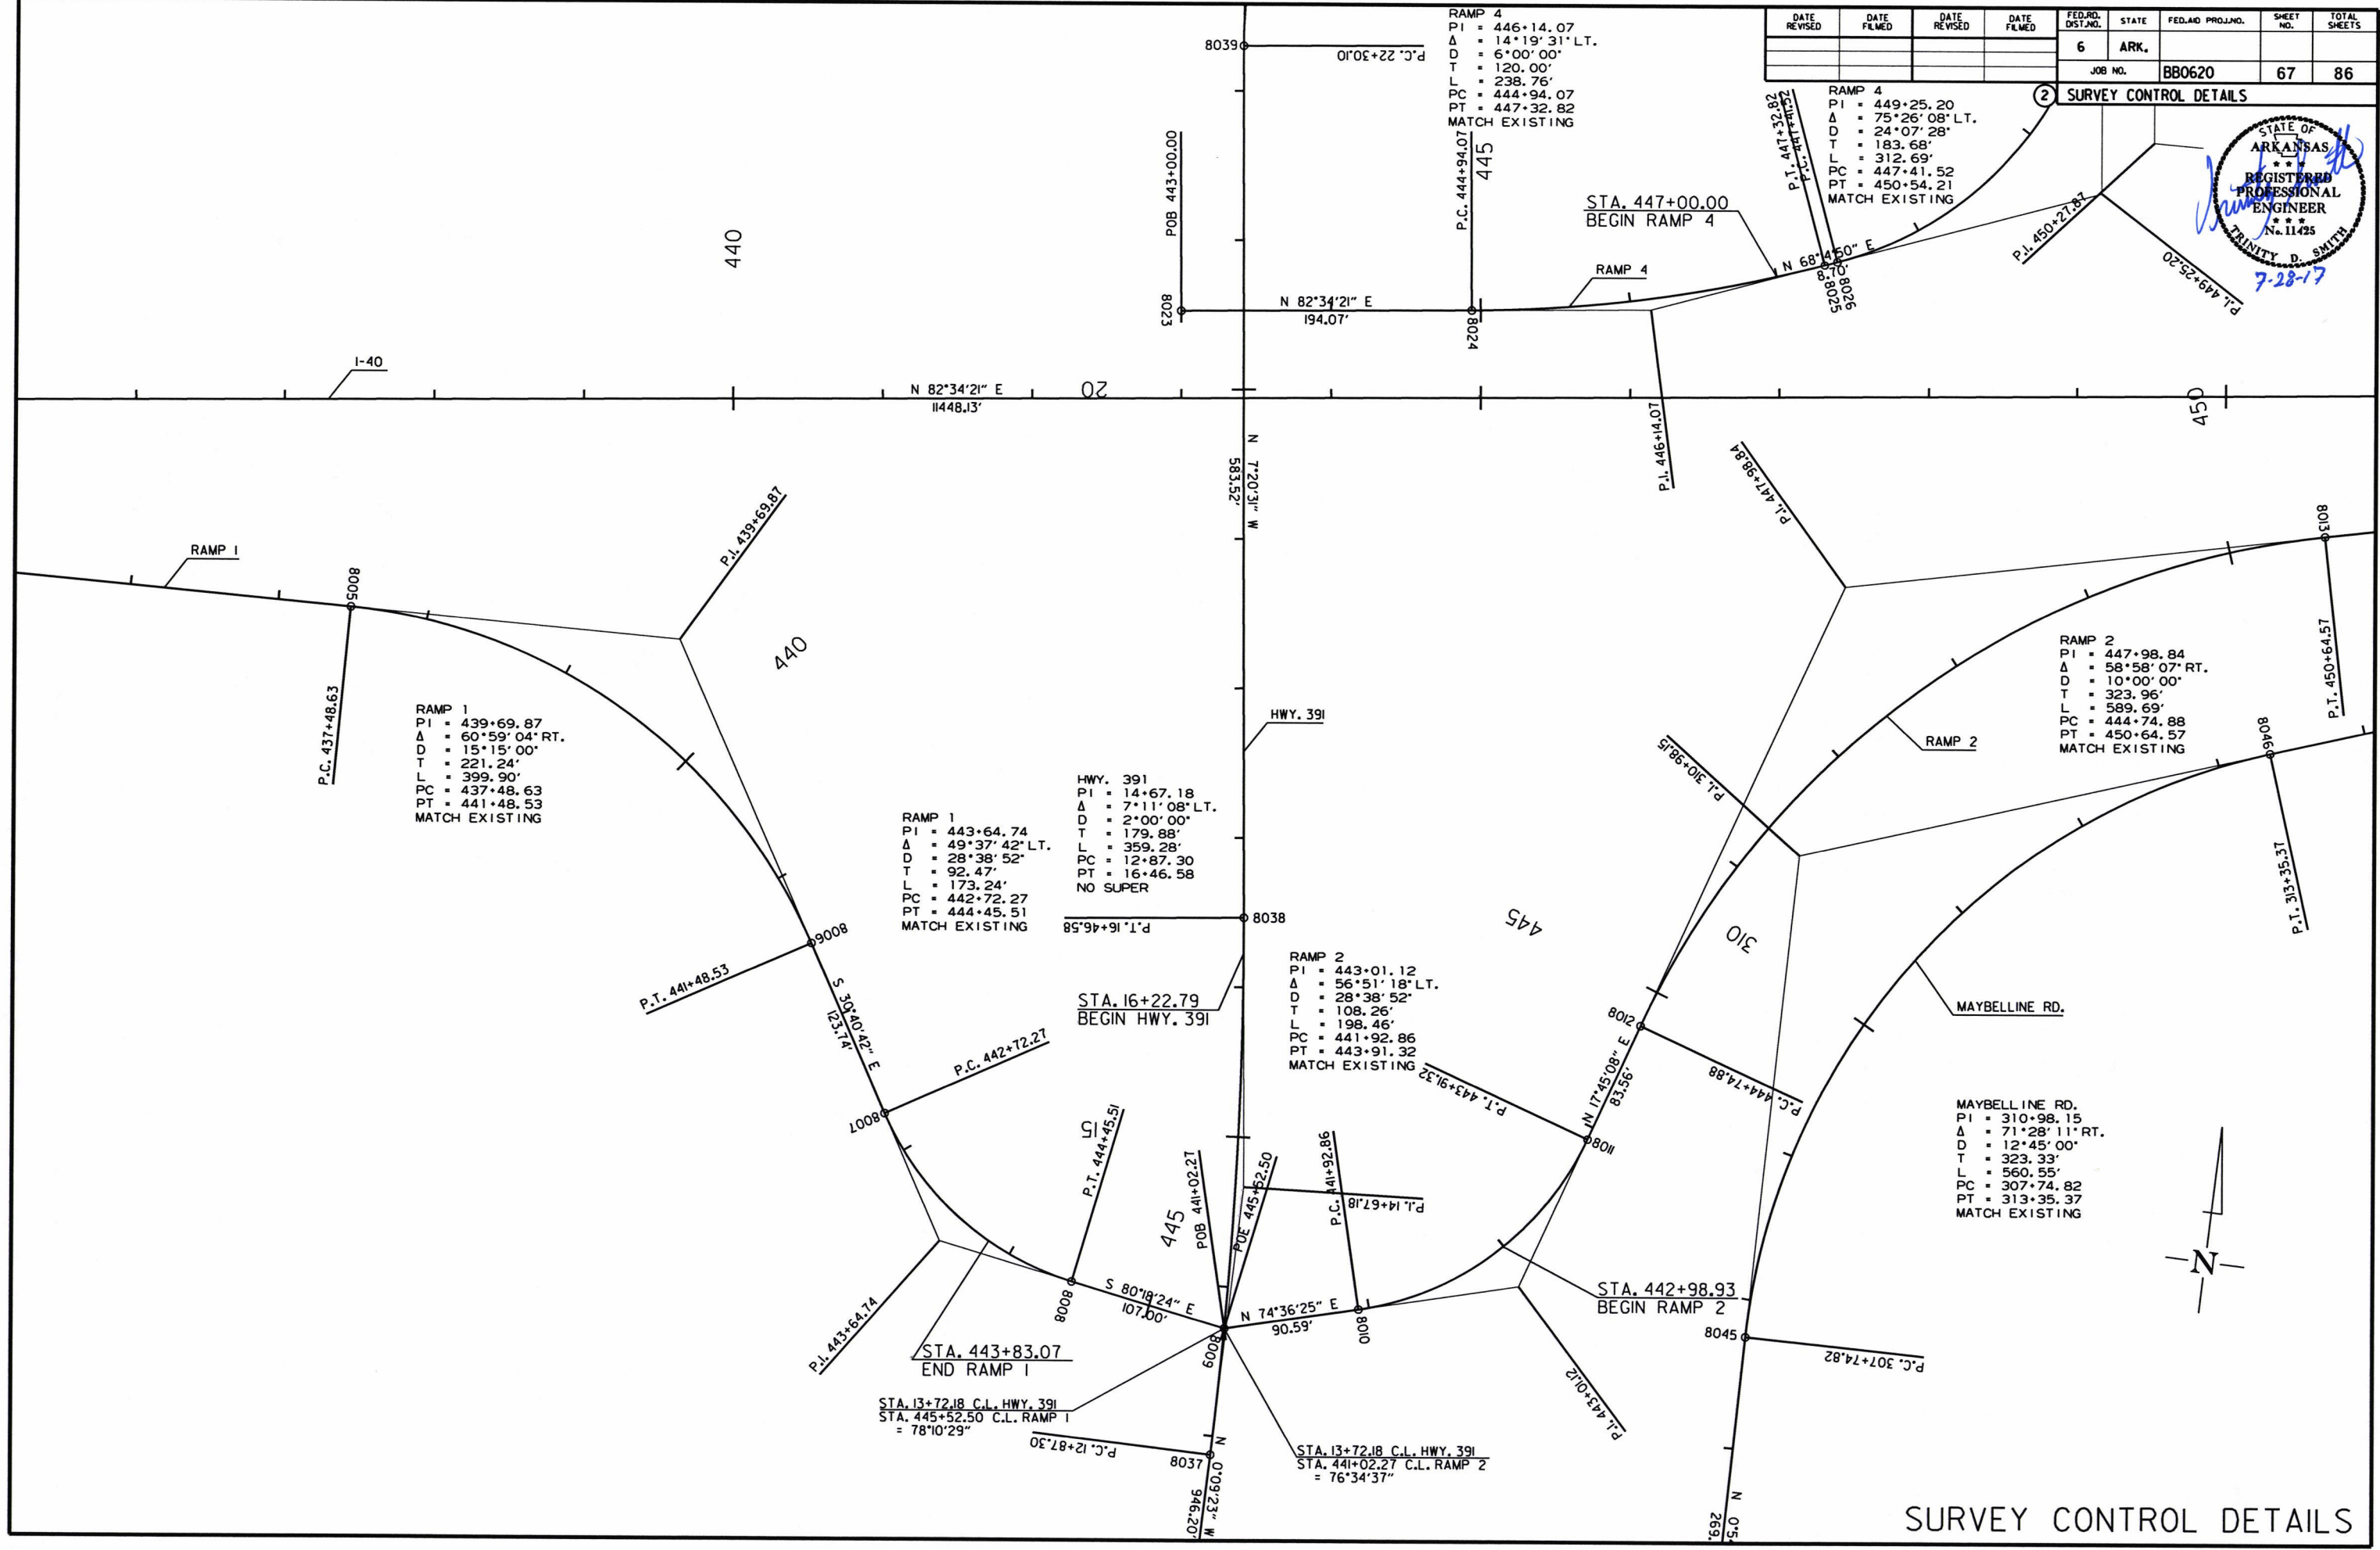 DATE REVISED
DATE FILMED
DATE REVISED
DATE FILMED
FED.RD. DIST.NO.
STATE
FED.AID PROJ.NO.
SHEET NO.
TOTAL SHEETS
6
ARK.
JOB NO.
BB0620
67
86
② SURVEY CONTROL DETAILS
STATE OF
ARKANSAS
★ ★ ★
REGISTERED
PROFESSIONAL
ENGINEER
★ ★ ★
No. 11425
TRINITY D. SMITH
7-28-17
RAMP 4
PI = 446+14.07
Δ = 14°19'31" LT.
D = 6°00'00"
T = 120.00'
L = 238.76'
PC = 444+94.07
PT = 447+32.82
MATCH EXISTING
RAMP 4
PI = 449+25.20
Δ = 75°26'08" LT.
D = 24°07'28"
T = 183.68'
L = 312.69'
PC = 447+41.52
PT = 450+54.21
MATCH EXISTING
8039
P.C. 22+30.10
POB 443+00.00
P.C. 444+94.07
445
P.T. 447+32.82
P.C. 447+41.52
STA. 447+00.00
BEGIN RAMP 4
RAMP 4
N 68°14'50" E
8.70'
8025
8026
P.I. 450+27.87
P.I. 449+25.20
440
8023
N 82°34'21" E
194.07'
8024
P.I. 446+14.07
I-40
N 82°34'21" E
11448.13'
20
450
N 7°20'31" W
583.52'
P.I. 447+98.84
8013
P.T. 450+64.57
RAMP 1
8005
P.C. 437+48.63
P.I. 439+69.87
440
RAMP 1
PI = 439+69.87
Δ = 60°59'04" RT.
D = 15°15'00"
T = 221.24'
L = 399.90'
PC = 437+48.63
PT = 441+48.53
MATCH EXISTING
HWY. 391
RAMP 2
PI = 447+98.84
Δ = 58°58'07" RT.
D = 10°00'00"
T = 323.96'
L = 589.69'
PC = 444+74.88
PT = 450+64.57
MATCH EXISTING
RAMP 2
P.I. 310+98.15
8046
P.T. 313+35.37
RAMP 1
PI = 443+64.74
Δ = 49°37'42" LT.
D = 28°38'52"
T = 92.47'
L = 173.24'
PC = 442+72.27
PT = 444+45.51
MATCH EXISTING
HWY. 391
PI = 14+67.18
Δ = 7°11'08" LT.
D = 2°00'00"
T = 179.88'
L = 359.28'
PC = 12+87.30
PT = 16+46.58
NO SUPER
P.T. 16+46.58
8038
8006
P.T. 441+48.53
S 30°40'42" E
123.74'
P.C. 442+72.27
8007
STA. 16+22.79
BEGIN HWY. 391
RAMP 2
PI = 443+01.12
Δ = 56°51'18" LT.
D = 28°38'52"
T = 108.26'
L = 198.46'
PC = 441+92.86
PT = 443+91.32
MATCH EXISTING
445
310
8012
P.C. 444+74.88
N 17°45'08" E
83.56'
P.T. 443+91.32
8011
MAYBELLINE RD.
MAYBELLINE RD.
PI = 310+98.15
Δ = 71°28'11" RT.
D = 12°45'00"
T = 323.33'
L = 560.55'
PC = 307+74.82
PT = 313+35.37
MATCH EXISTING
15
P.T. 444+45.51
445
POB 441+02.27
POE 445+52.50
P.C. 441+92.86
P.I. 14+67.18
P.I. 443+64.74
8008
S 80°18'24" E
107.00'
8009
N 74°36'25" E
90.59'
8010
STA. 442+98.93
BEGIN RAMP 2
P.I. 443+01.12
8045
P.C. 307+74.82
N
STA. 443+83.07
END RAMP 1
STA. 13+72.18 C.L. HWY. 391
STA. 445+52.50 C.L. RAMP 1
= 78°10'29"
P.C. 12+87.30
8037
N 0°09'23" W
946.20'
STA. 13+72.18 C.L. HWY. 391
STA. 441+02.27 C.L. RAMP 2
= 76°34'37"
N 0°5
269.
SURVEY CONTROL DETAILS